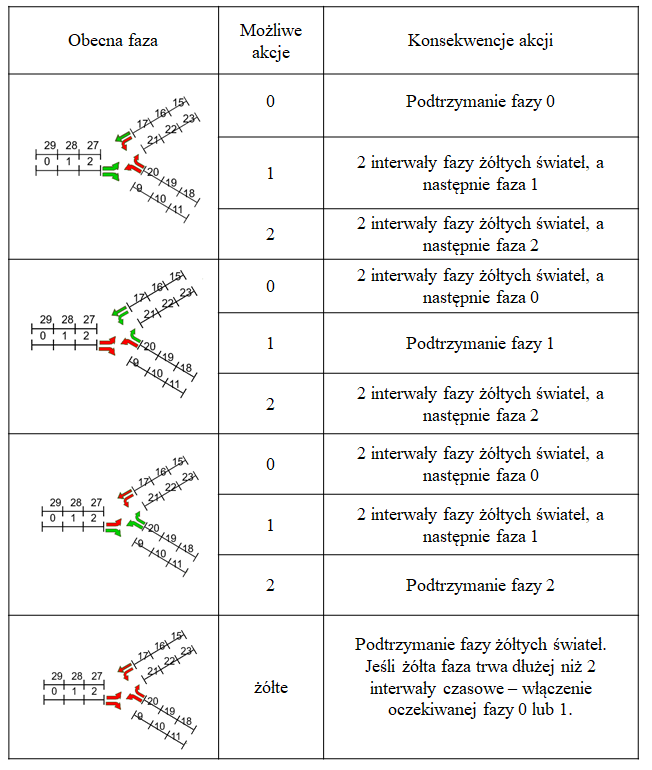 Obecna faza
Możliwe
akcje
Konsekwencje akcji
29 28 27
0 1 2
17 16 15
21 22 23
20 19 18
9 10 11
0
Podtrzymanie fazy 0
1
2 interwały fazy żółtych świateł, a
następnie faza 1
2
2 interwały fazy żółtych świateł, a
następnie faza 2
29 28 27
0 1 2
17 16 15
21 22 23
20 19 18
9 10 11
0
2 interwały fazy żółtych świateł, a
następnie faza 0
1
Podtrzymanie fazy 1
2
2 interwały fazy żółtych świateł, a
następnie faza 2
29 28 27
0 1 2
17 16 15
21 22 23
20 19 18
9 10 11
0
2 interwały fazy żółtych świateł, a
następnie faza 0
1
2 interwały fazy żółtych świateł, a
następnie faza 1
2
Podtrzymanie fazy 2
29 28 27
0 1 2
17 16 15
21 22 23
20 19 18
9 10 11
żółte
Podtrzymanie fazy żółtych świateł.
Jeśli żółta faza trwa dłużej niż 2
interwały czasowe – włączenie
oczekiwanej fazy 0 lub 1.